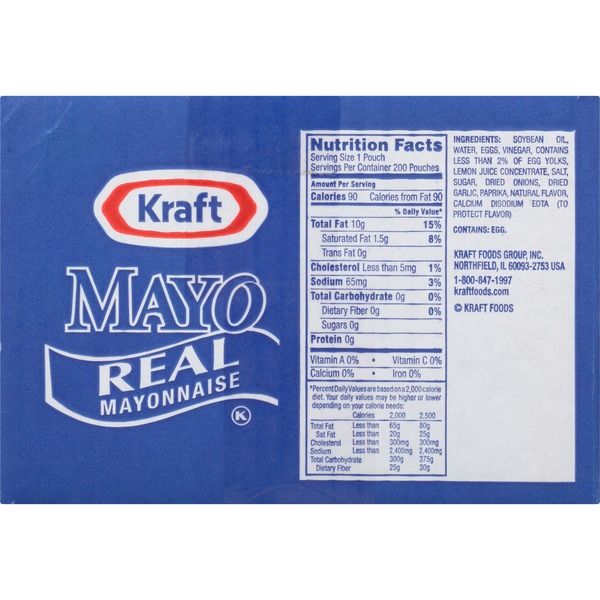 Kraft
MAYO
REAL
MAYONNAISE
K
Nutrition Facts
Serving Size 1 Pouch
Servings Per Container 200 Pouches
Amount Per Serving
Calories 90 Calories from Fat 90
% Daily Value*
Total Fat 10g 15%
Saturated Fat 1.5g 8%
Trans Fat 0g
Cholesterol Less than 5mg 1%
Sodium 65mg 3%
Total Carbohydrate 0g 0%
Dietary Fiber 0g 0%
Sugars 0g
Protein 0g
Vitamin A 0% • Vitamin C 0%
Calcium 0% • Iron 0%
*Percent Daily Values are based on a 2,000 calorie
diet. Your daily values may be higher or lower
depending on your calorie needs:
Calories 2,000 2,500
Total Fat Less than 65g 80g
Sat Fat Less than 20g 25g
Cholesterol Less than 300mg 300mg
Sodium Less than 2,400mg 2,400mg
Total Carbohydrate 300g 375g
Dietary Fiber 25g 30g
INGREDIENTS: SOYBEAN OIL,
WATER, EGGS, VINEGAR, CONTAINS
LESS THAN 2% OF EGG YOLKS,
LEMON JUICE CONCENTRATE, SALT,
SUGAR, DRIED ONIONS, DRIED
GARLIC, PAPRIKA, NATURAL FLAVOR,
CALCIUM DISODIUM EDTA (TO
PROTECT FLAVOR)
CONTAINS: EGG.
KRAFT FOODS GROUP, INC.
NORTHFIELD, IL 60093-2753 USA
1-800-847-1997
kraftfoods.com
© KRAFT FOODS